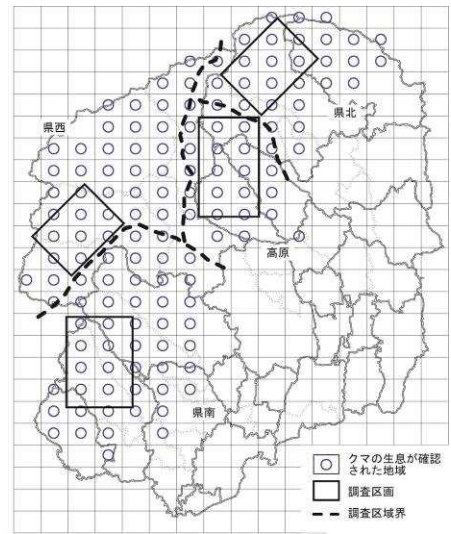 県北
県西
高原
県南
クマの生息が確認
された地域
調査区画
調査区域界